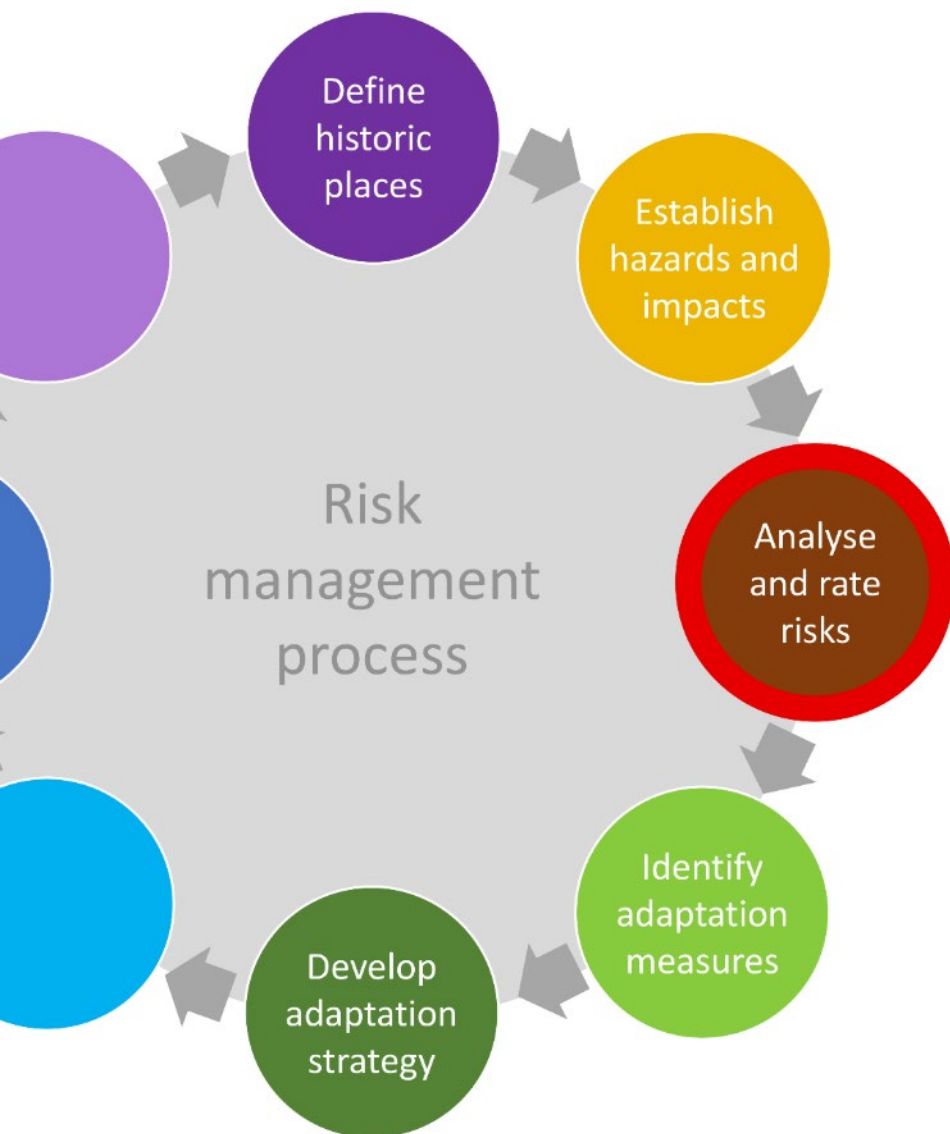 Define
historic
places
Establish
hazards and
impacts
Analyse
and rate
risks
Identify
adaptation
measures
Develop
adaptation
strategy
Risk
management
process